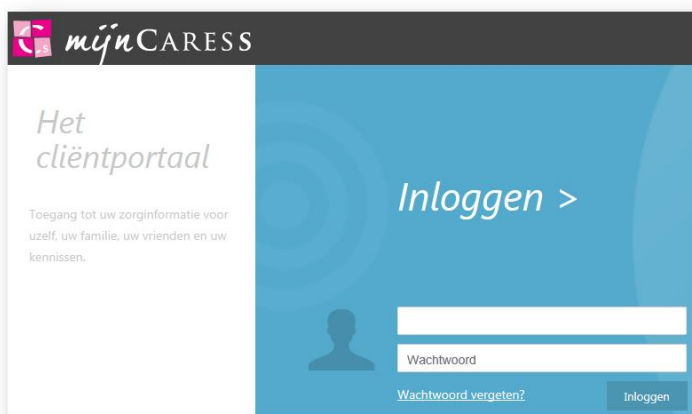 mijnCaress
Het
cliëntportaal
Toegang tot uw zorginformatie voor
uzelf, uw familie, uw vrienden en uw
kennissen.
Inloggen >
Wachtwoord
Wachtwoord vergeten?
Inloggen